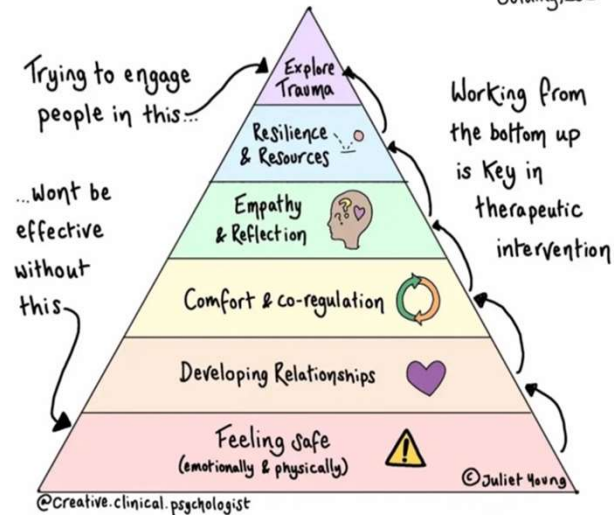 Trying to engage
people in this...
...wont be
effective
without
this
Explore
Trauma
Resilience
& Resources
Empathy
& Reflection
Comfort & co-regulation
Developing Relationships
Feeling safe
(emotionally & physically)
Working from
the bottom up
is Key in
therapeutic
intervention
© Juliet Young
@Creative.clinical.psychologist